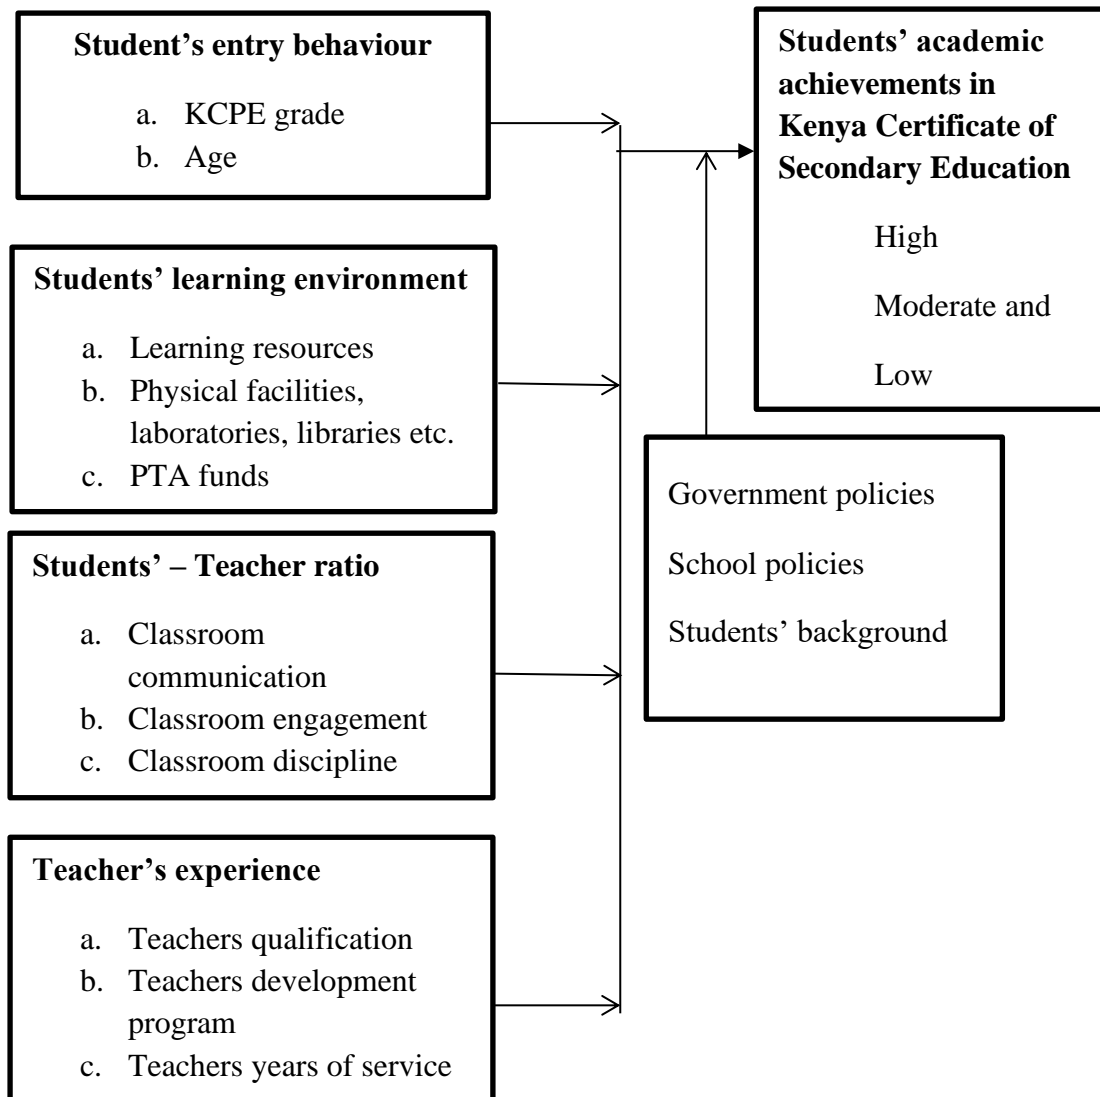 Student’s entry behaviour
a. KCPE grade
b. Age
Students’ learning environment
a. Learning resources
b. Physical facilities,
laboratories, libraries etc.
c. PTA funds
Students’ – Teacher ratio
a. Classroom
communication
b. Classroom engagement
c. Classroom discipline
Teacher’s experience
a. Teachers qualification
b. Teachers development
program
c. Teachers years of service
Students’ academic
achievements in
Kenya Certificate of
Secondary Education
High
Moderate and
Low
Government policies
School policies
Students’ background